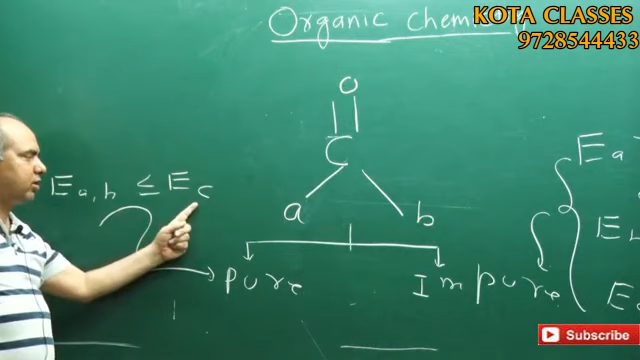 Organic Chem
KOTA CLASSES
9728544433
O
C
a b
Ea,b ≤ Ec
Pure
Impure
Ea
E
E
Subscribe